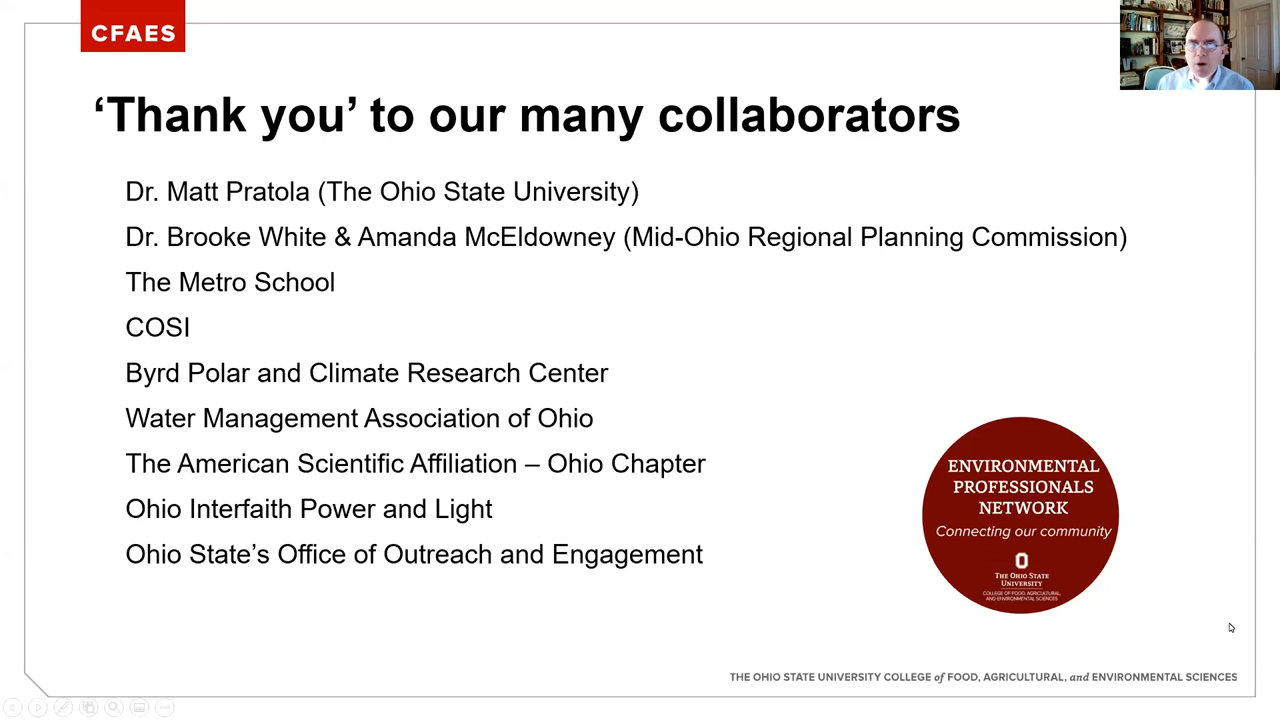 CFAES
‘Thank you’ to our many collaborators
Dr. Matt Pratola (The Ohio State University)
Dr. Brooke White & Amanda McEldowney (Mid-Ohio Regional Planning Commission)
The Metro School
COSI
Byrd Polar and Climate Research Center
Water Management Association of Ohio
The American Scientific Affiliation – Ohio Chapter
Ohio Interfaith Power and Light
Ohio State’s Office of Outreach and Engagement
ENVIRONMENTAL
PROFESSIONALS
NETWORK
Connecting our community
THE OHIO STATE
UNIVERSITY
COLLEGE OF FOOD, AGRICULTURAL,
AND ENVIRONMENTAL SCIENCES
THE OHIO STATE UNIVERSITY COLLEGE of FOOD, AGRICULTURAL, and ENVIRONMENTAL SCIENCES